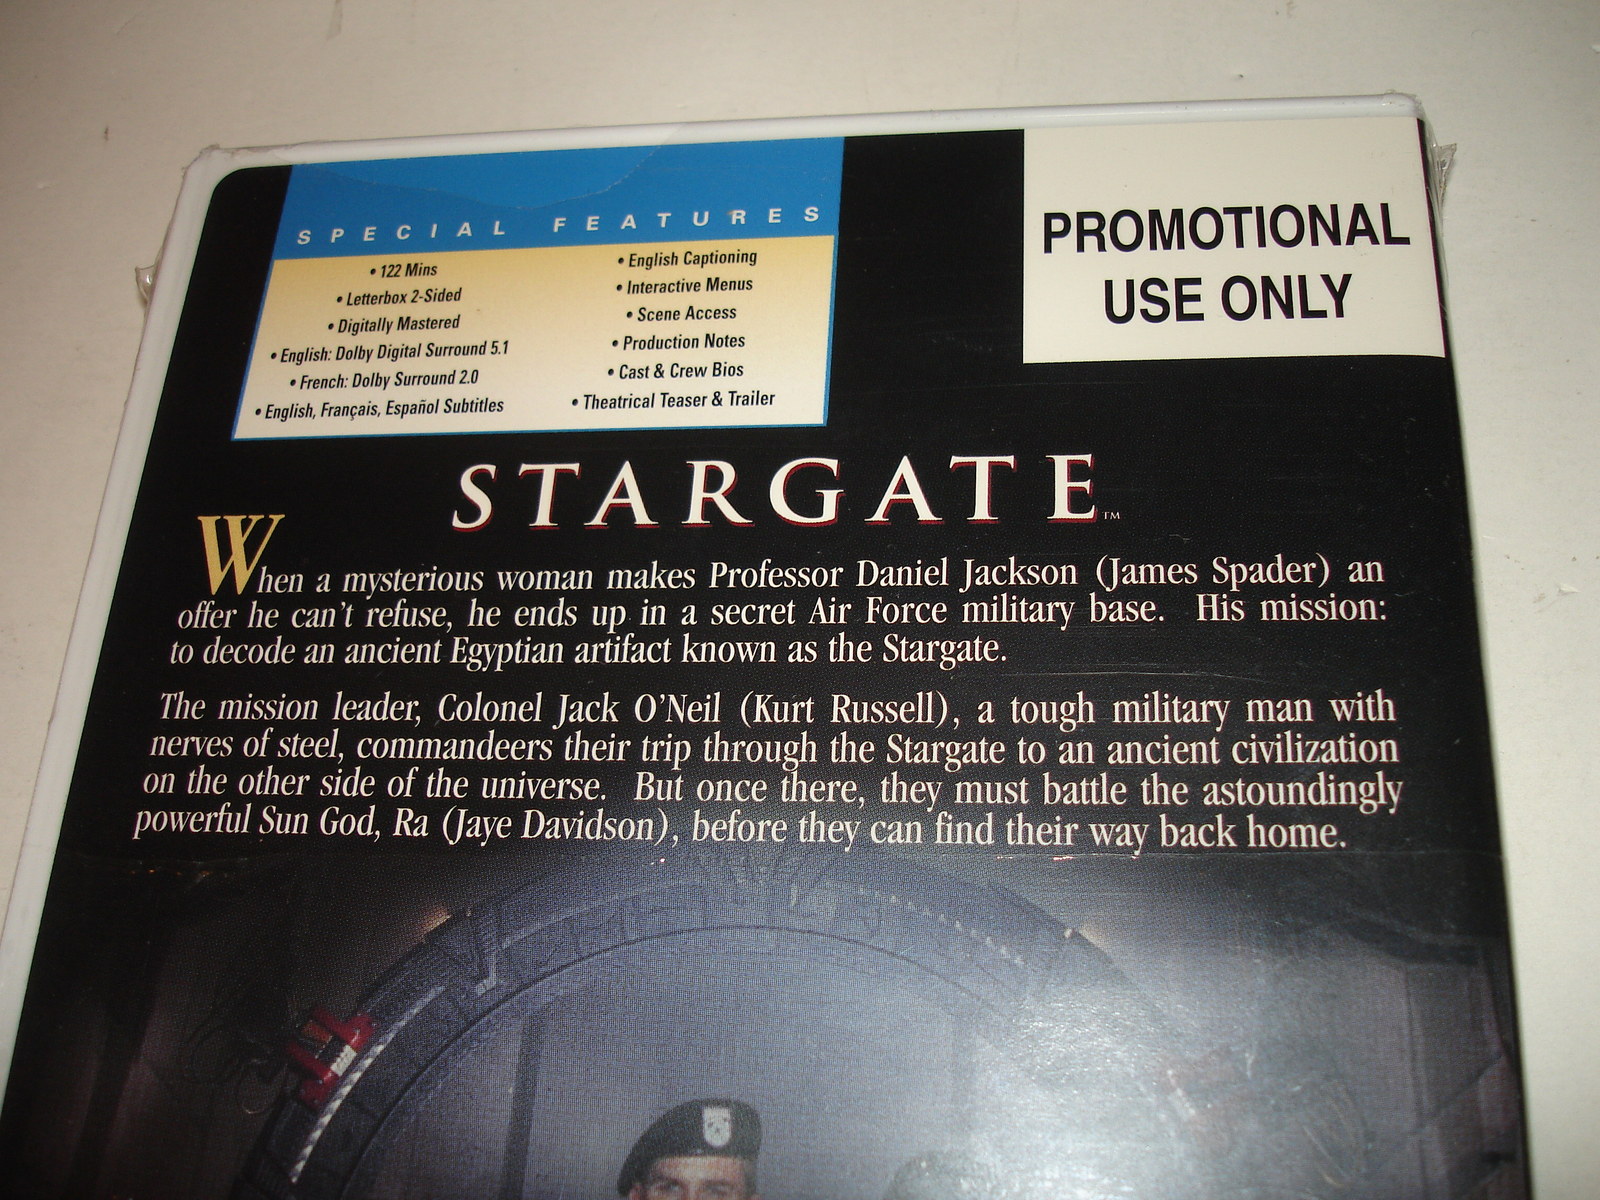 SPECIAL FEATURES
• 122 Mins
• Letterbox 2-Sided
• Digitally Mastered
• English: Dolby Digital Surround 5.1
• French: Dolby Surround 2.0
• English, Français, Español Subtitles
• English Captioning
• Interactive Menus
• Scene Access
• Production Notes
• Cast & Crew Bios
• Theatrical Teaser & Trailer
PROMOTIONAL
USE ONLY
STARGATE™
When a mysterious woman makes Professor Daniel Jackson (James Spader) an
offer he can't refuse, he ends up in a secret Air Force military base. His mission:
to decode an ancient Egyptian artifact known as the Stargate.
The mission leader, Colonel Jack O'Neil (Kurt Russell), a tough military man with
nerves of steel, commandeers their trip through the Stargate to an ancient civilization
on the other side of the universe. But once there, they must battle the astoundingly
powerful Sun God, Ra (Jaye Davidson), before they can find their way back home.